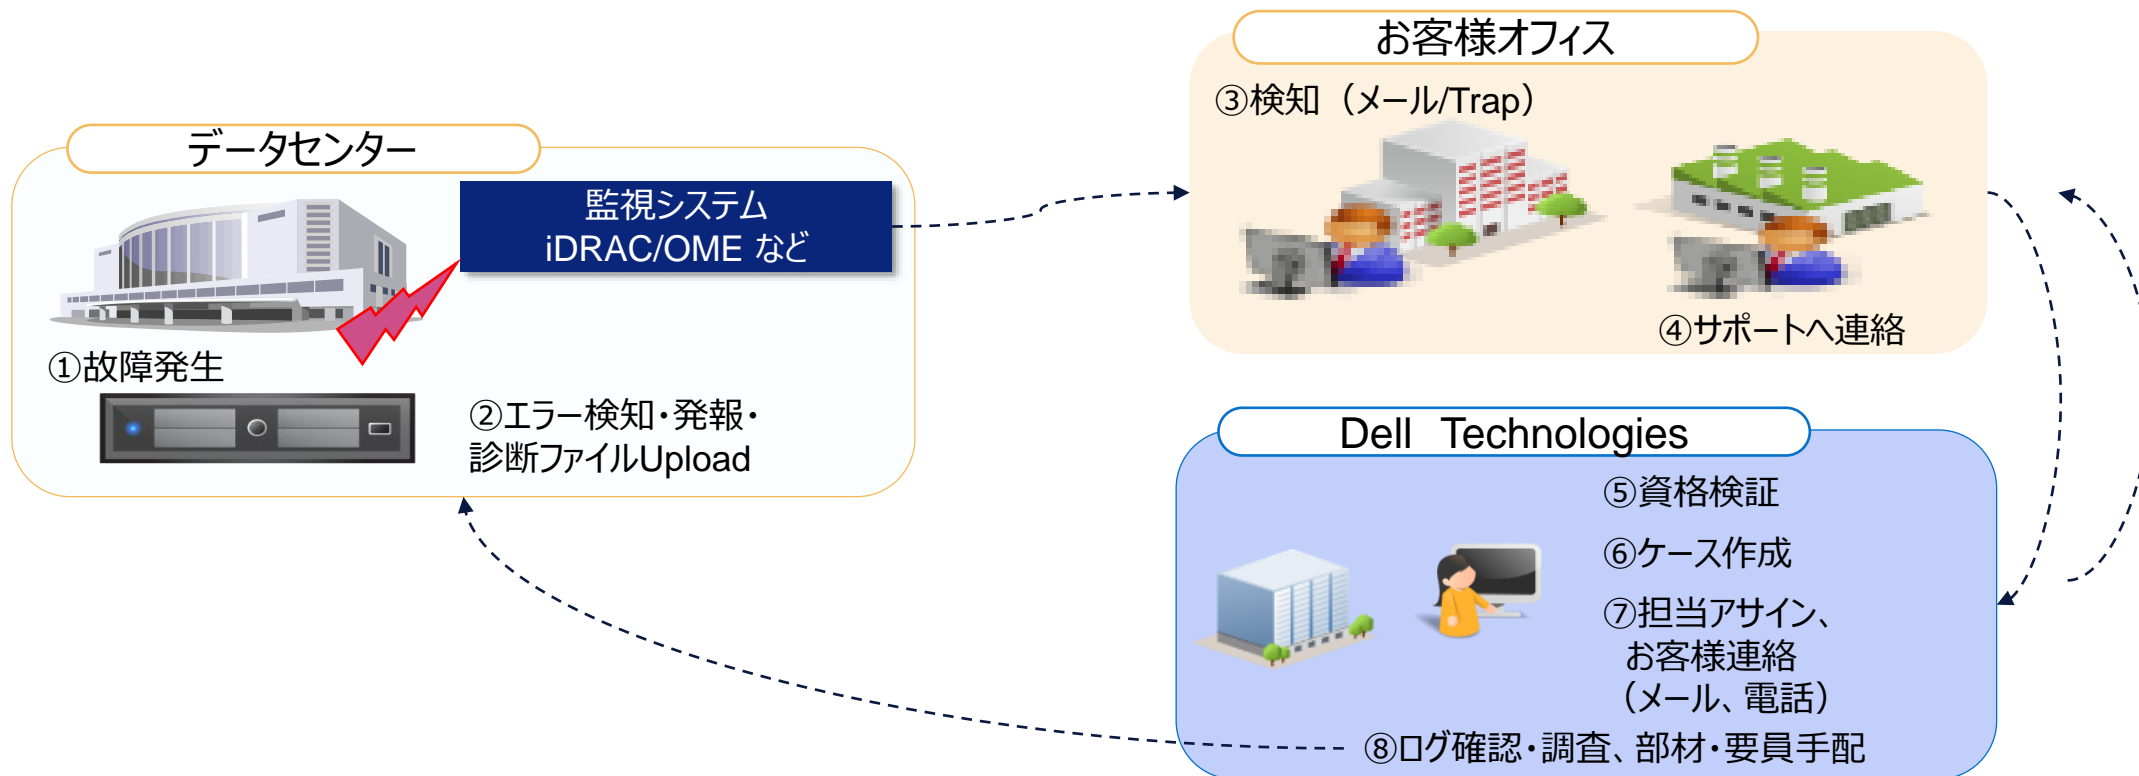 データセンター
監視システム
iDRAC/OME など
①故障発生
②エラー検知・発報・
診断ファイルUpload
お客様オフィス
③検知（メール/Trap）
④サポートへ連絡
Dell Technologies
⑤資格検証
⑥ケース作成
⑦担当アサイン、
お客様連絡
（メール、電話）
⑧ログ確認・調査、部材・要員手配